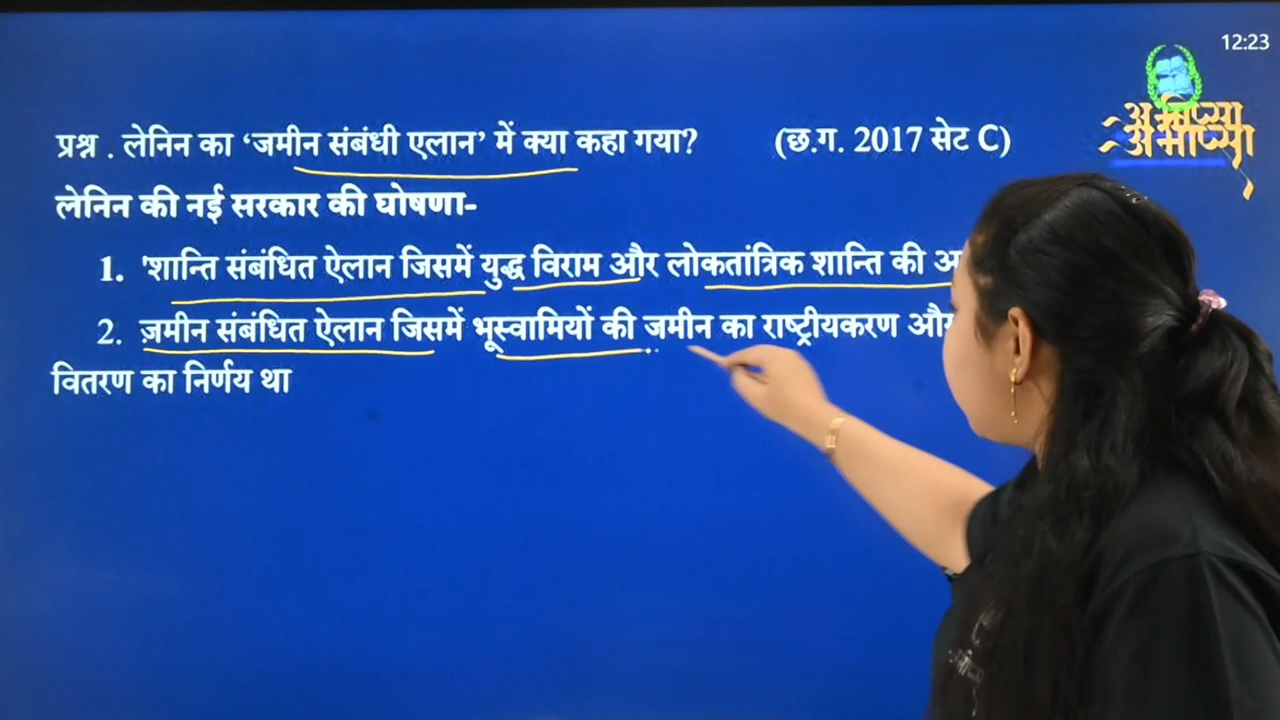 12:23
अभीप्सा
प्रश्न . लेनिन का ‘जमीन संबंधी एलान’ में क्या कहा गया? (छ.ग. 2017 सेट C)
लेनिन की नई सरकार की घोषणा-
1. 'शान्ति संबंधित ऐलान जिसमें युद्ध विराम और लोकतांत्रिक शान्ति की
2. ज़मीन संबंधित ऐलान जिसमें भूस्वामियों की जमीन का राष्ट्रीयकरण
वितरण का निर्णय था